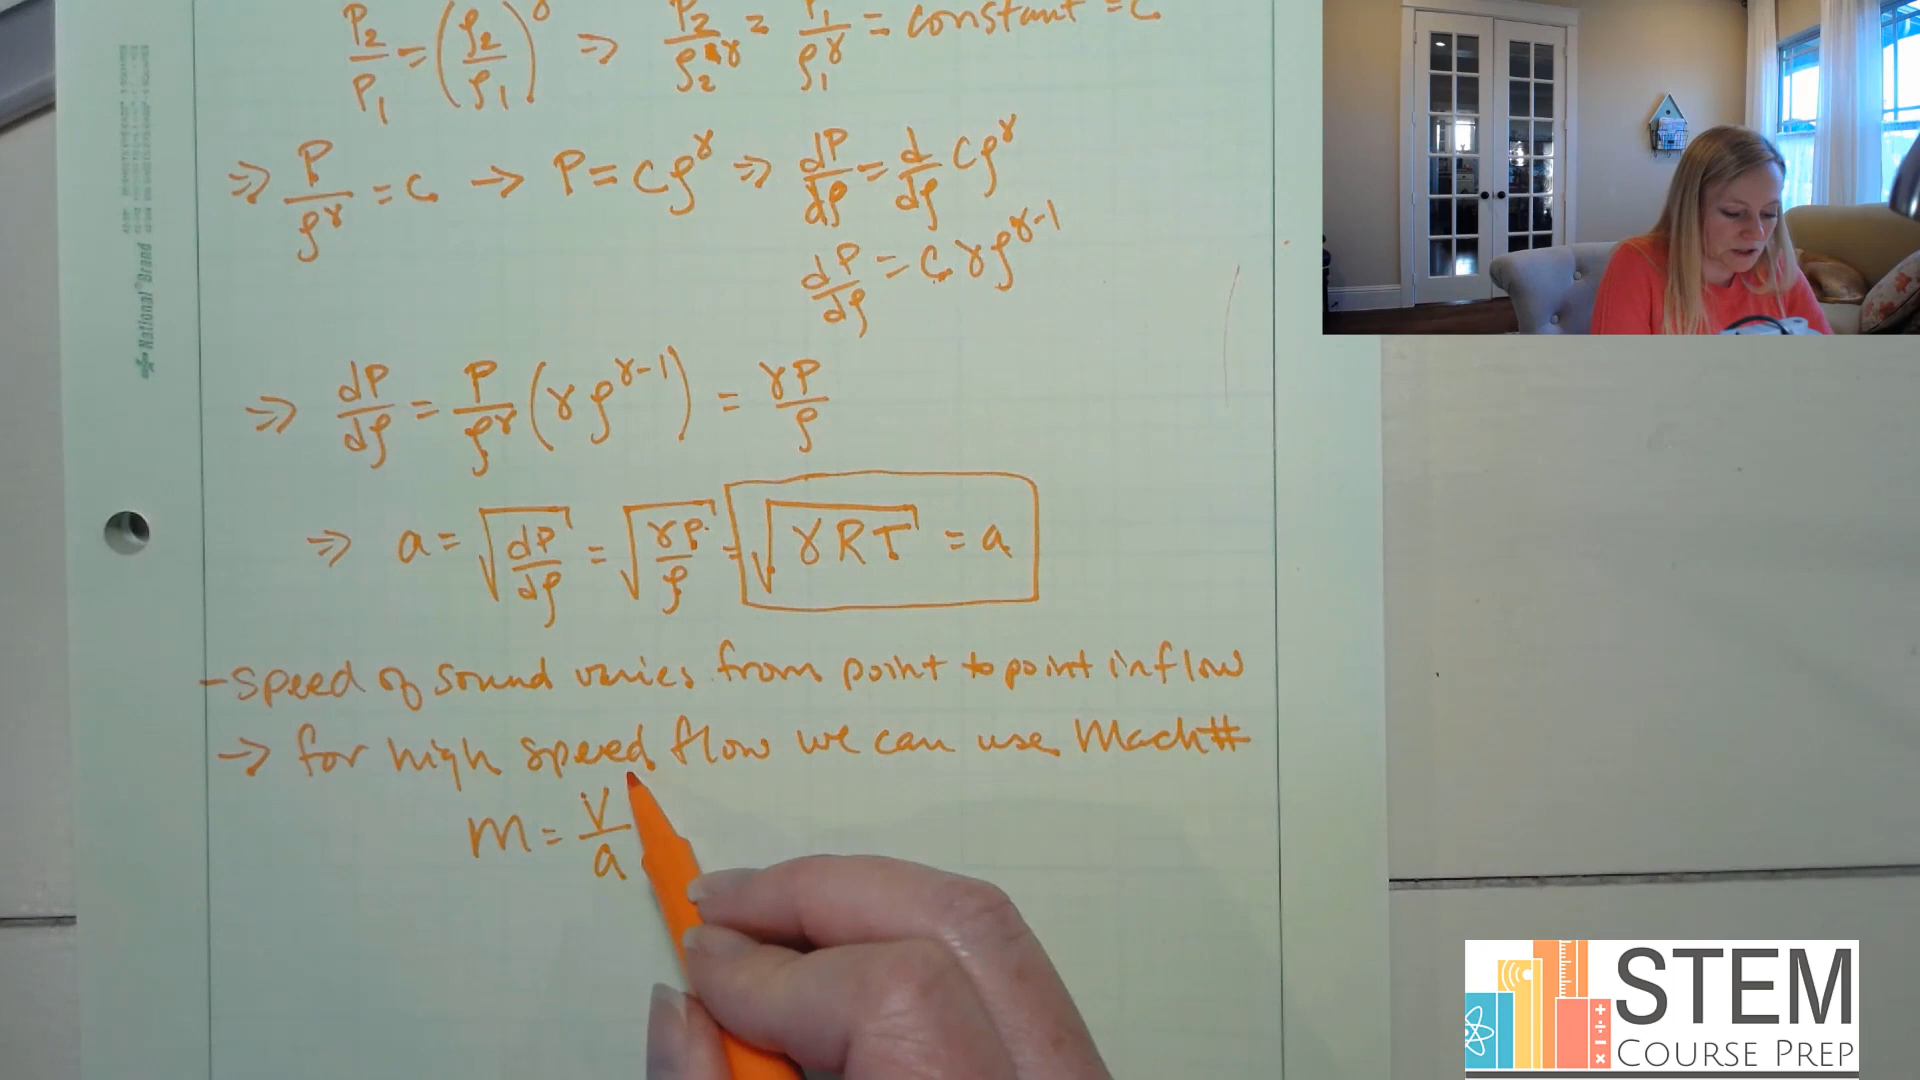 P₂/P₁ = (ρ₂/ρ₁)^γ ⇒ P₂/ρ₂^γ = P₁/ρ₁^γ = constant = C
⇒ P/ρ^γ = C → P = Cρ^γ ⇒ dP/dρ = d/dρ Cρ^γ
dP/dρ = Cγρ^(γ-1)
⇒ dP/dρ = P/ρ^γ (γρ^(γ-1)) = γP/ρ
⇒ a = √(dP/dρ) = √(γP/ρ) = √(γRT) = a
- speed of sound varies from point to point in flow
→ for high speed flow we can use Mach #
M = V/a
National Brand
STEM
COURSE PREP